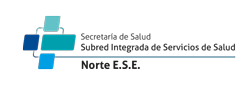 Secretaría de Salud
Subred Integrada de Servicios de Salud
Norte E.S.E.